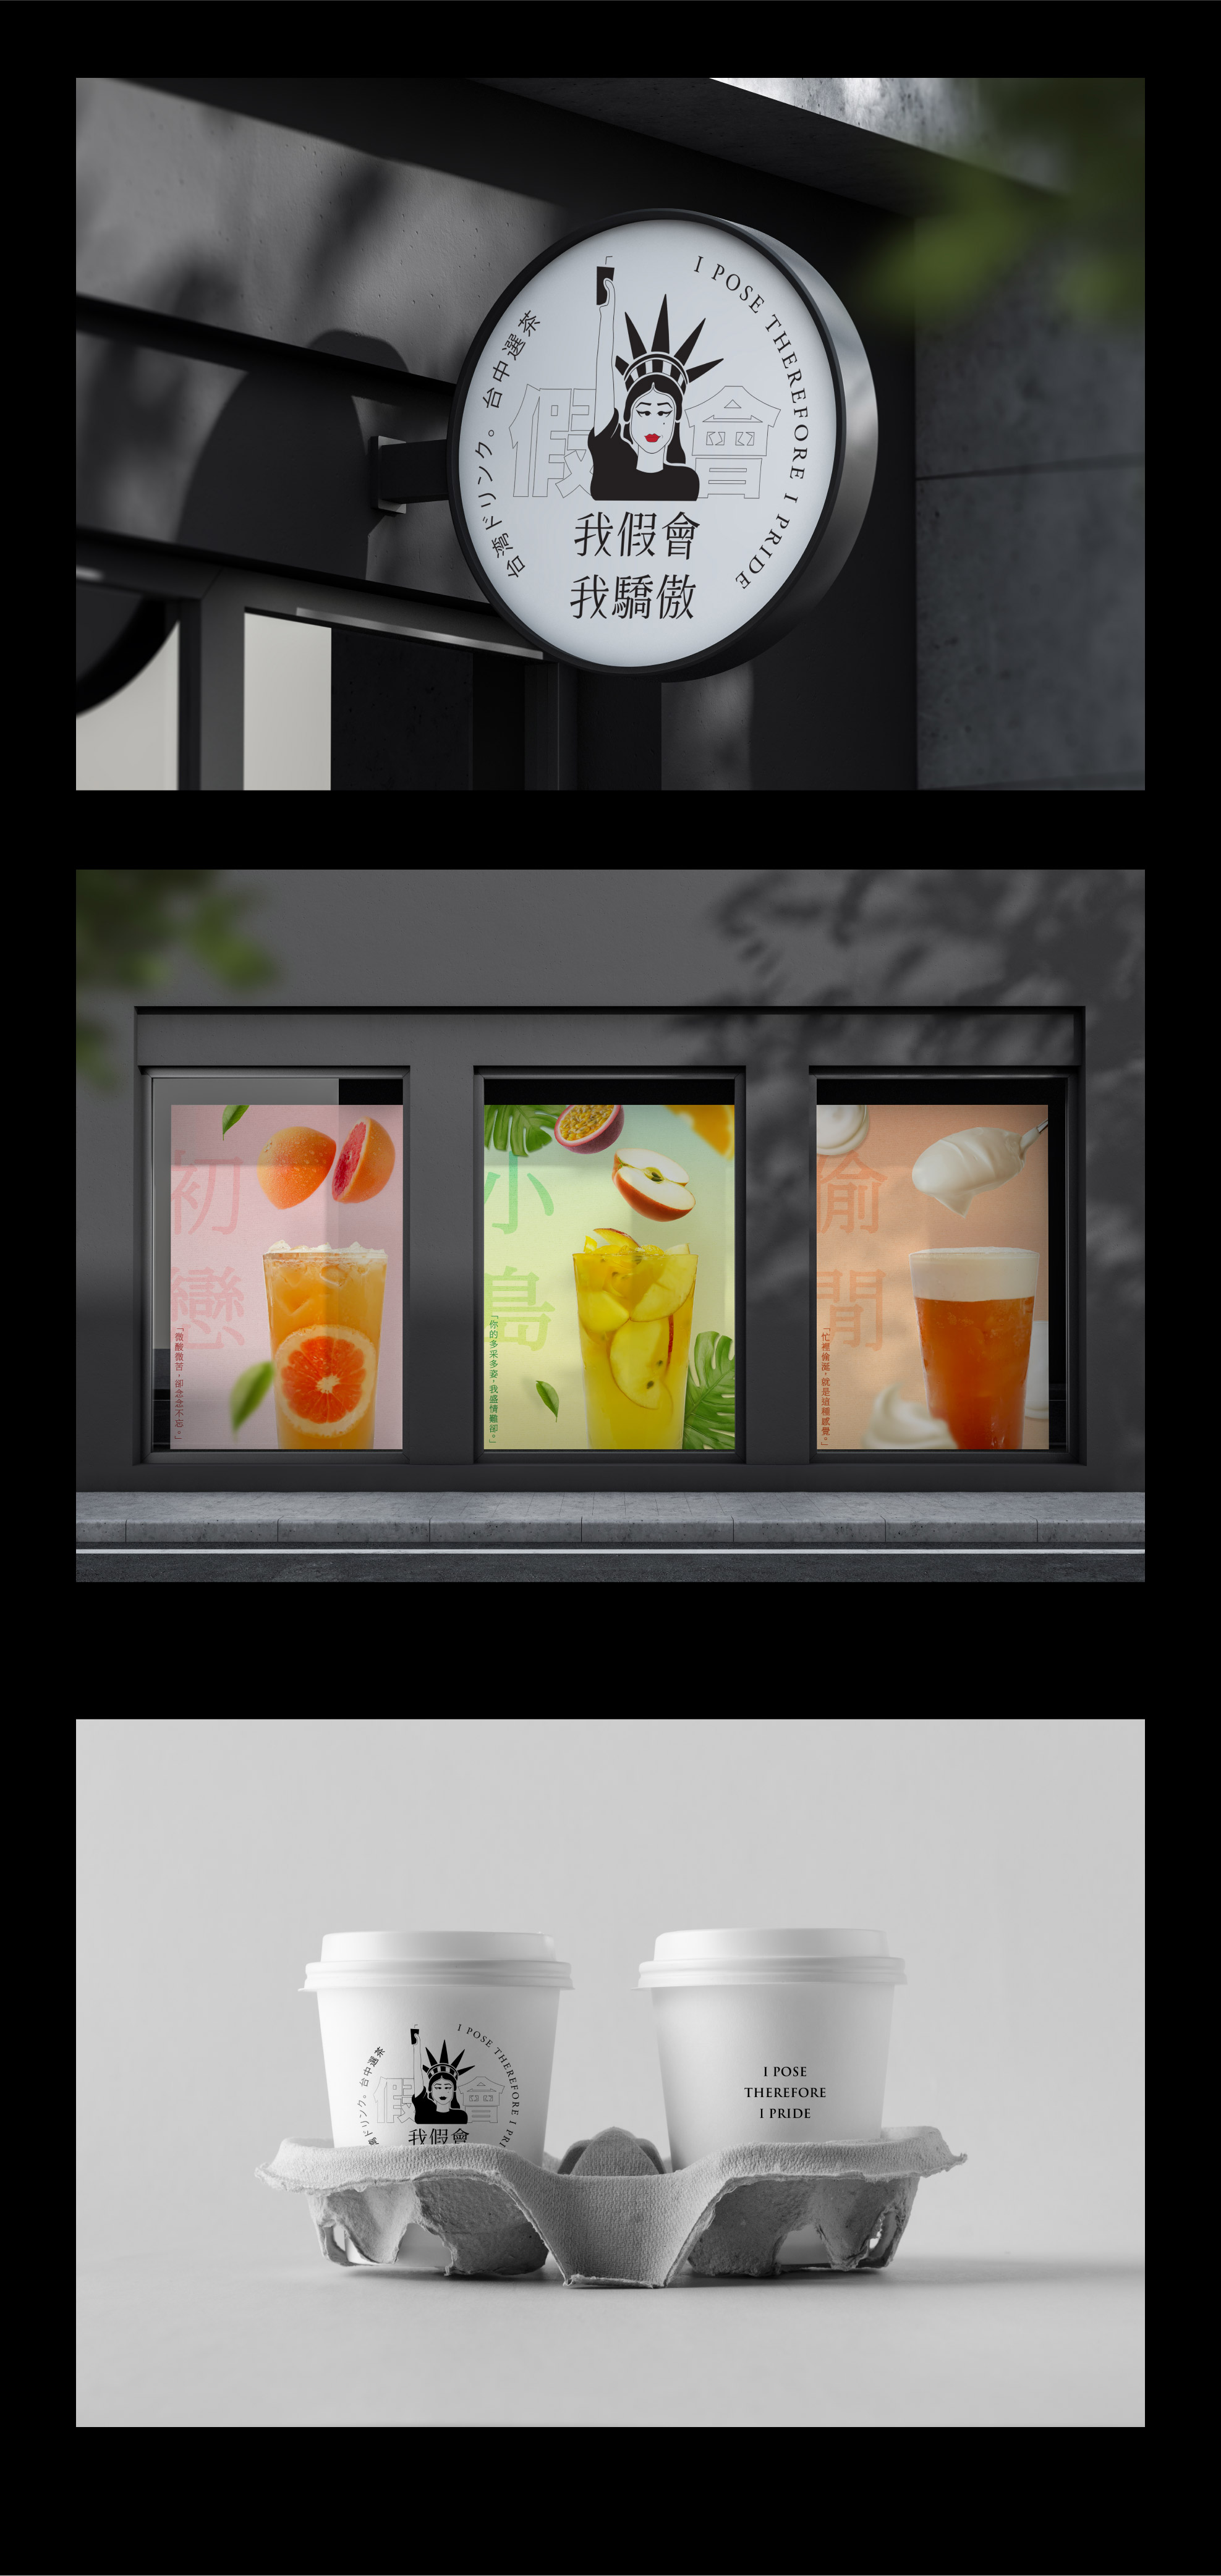 台湾ドリンク。台中選茶
I POSE THEREFORE I PRIDE
假會
我假會
我驕傲
初戀
「微酸微苦，卻念念不忘。」
小島
「你的多采多姿，我盛情難卻。」
偷閒
「忙裡偷閒，就是這種感覺。」
ドリンク。台中選茶
I POSE THEREFORE I PRI
假會
我假會
I POSE
THEREFORE
I PRIDE